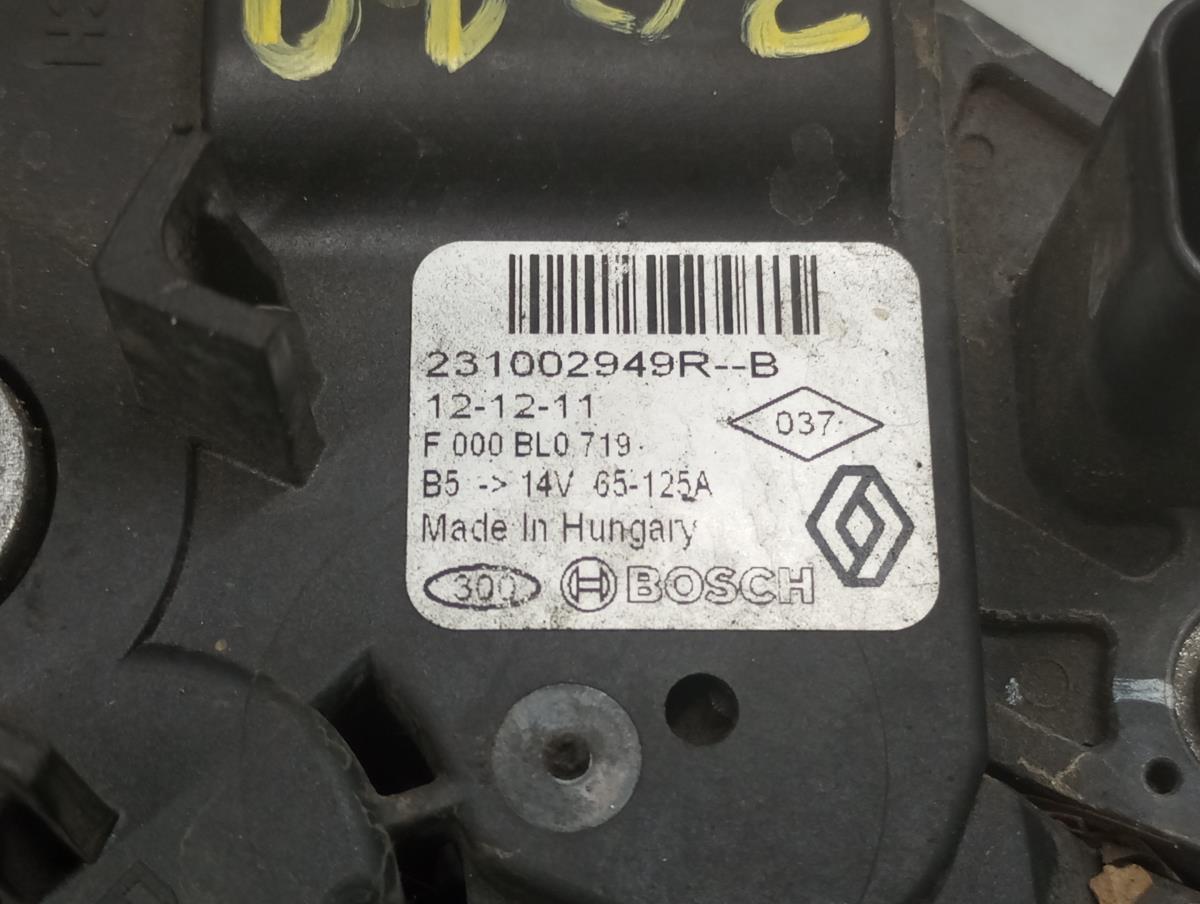 231002949R--B
12-12-11
037
F 000 BL0 719
B5 -> 14V 65-125A
Made In Hungary
300 BOSCH